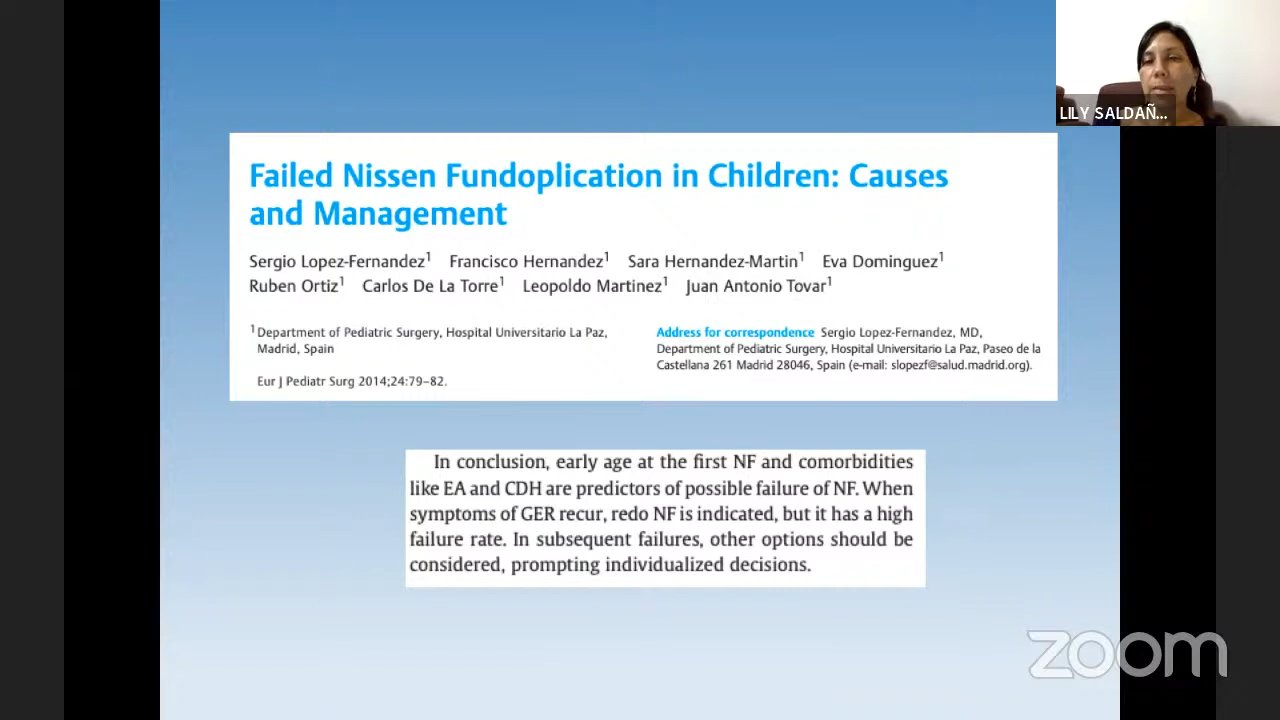 LILY SALDAÑ...
Failed Nissen Fundoplication in Children: Causes
and Management
Sergio Lopez-Fernandez¹ Francisco Hernandez¹ Sara Hernandez-Martin¹ Eva Dominguez¹
Ruben Ortiz¹ Carlos De La Torre¹ Leopoldo Martinez¹ Juan Antonio Tovar¹
¹ Department of Pediatric Surgery, Hospital Universitario La Paz,
Madrid, Spain
Eur J Pediatr Surg 2014;24:79–82.
Address for correspondence Sergio Lopez-Fernandez, MD,
Department of Pediatric Surgery, Hospital Universitario La Paz, Paseo de la
Castellana 261 Madrid 28046, Spain (e-mail: slopezf@salud.madrid.org).
In conclusion, early age at the first NF and comorbidities
like EA and CDH are predictors of possible failure of NF. When
symptoms of GER recur, redo NF is indicated, but it has a high
failure rate. In subsequent failures, other options should be
considered, prompting individualized decisions.
zoom